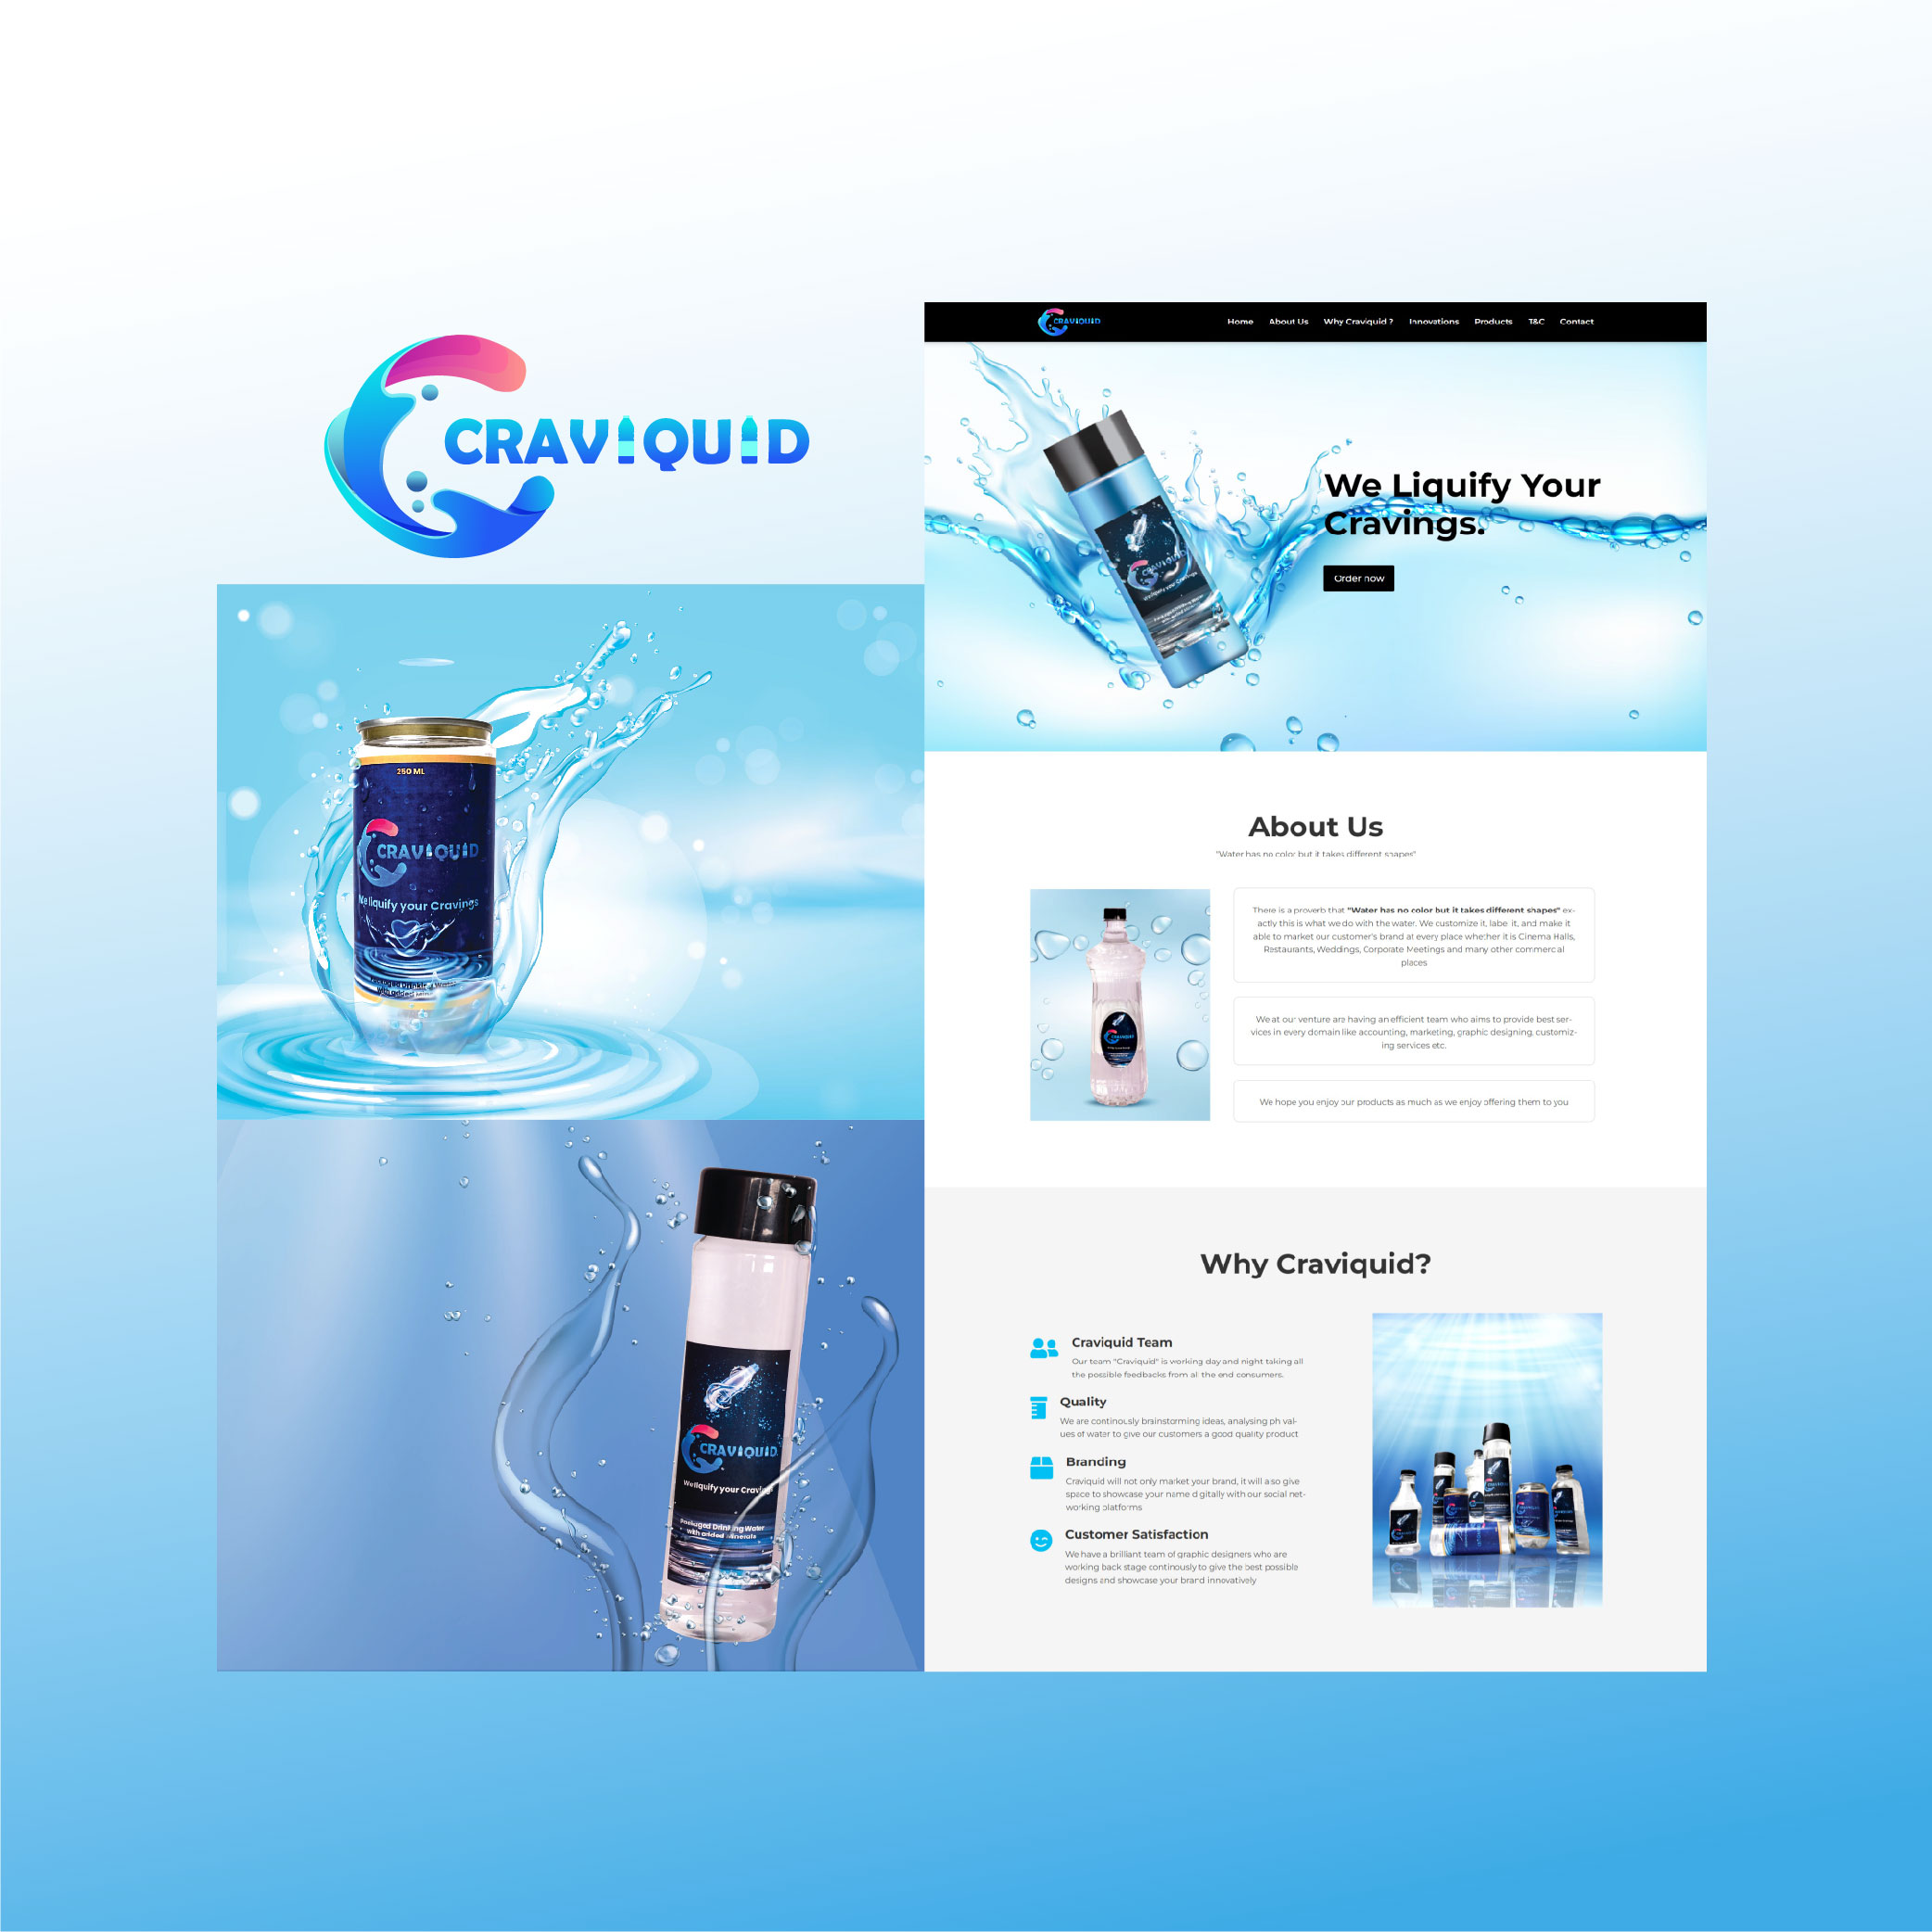 CRAVIQUID
250 ML
CRAVIQUID
We liquify your Cravings
Packaged Drinking Water
with added
CRAVIQUID
We liquify your Cravings
Packaged Drinking Water
with added Minerals
CRAVIQUID
Home About Us Why Craviquid ? Innovations Products T&C Contact
We Liquify Your
Cravings.
Order now
CRAVIQUID
About Us
"Water has no color but it takes different shapes"
There is a proverb that "Water has no color but it takes different shapes" ex-
actly this is what we do with the water. We customize it, label it, and make it
able to market our customer's brand at every place whether it is Cinema Halls,
Restaurants, Weddings, Corporate Meetings and many other commercial
places
We at our venture are having an efficient team who aims to provide best ser-
vices in every domain like accounting, marketing, graphic designing, customiz-
ing services etc.
We hope you enjoy our products as much as we enjoy offering them to you
Why Craviquid?
Craviquid Team
Our team "Craviquid" is working day and night taking all
the possible feedbacks from all the end consumers.
Quality
We are continously brainstorming ideas, analysing ph val-
ues of water to give our customers a good quality product
Branding
Craviquid will not only market your brand, it will also give
space to showcase your name digitally with our social net-
working platforms
Customer Satisfaction
We have a brilliant team of graphic designers who are
working back stage continously to give the best possible
designs and showcase your brand innovatively